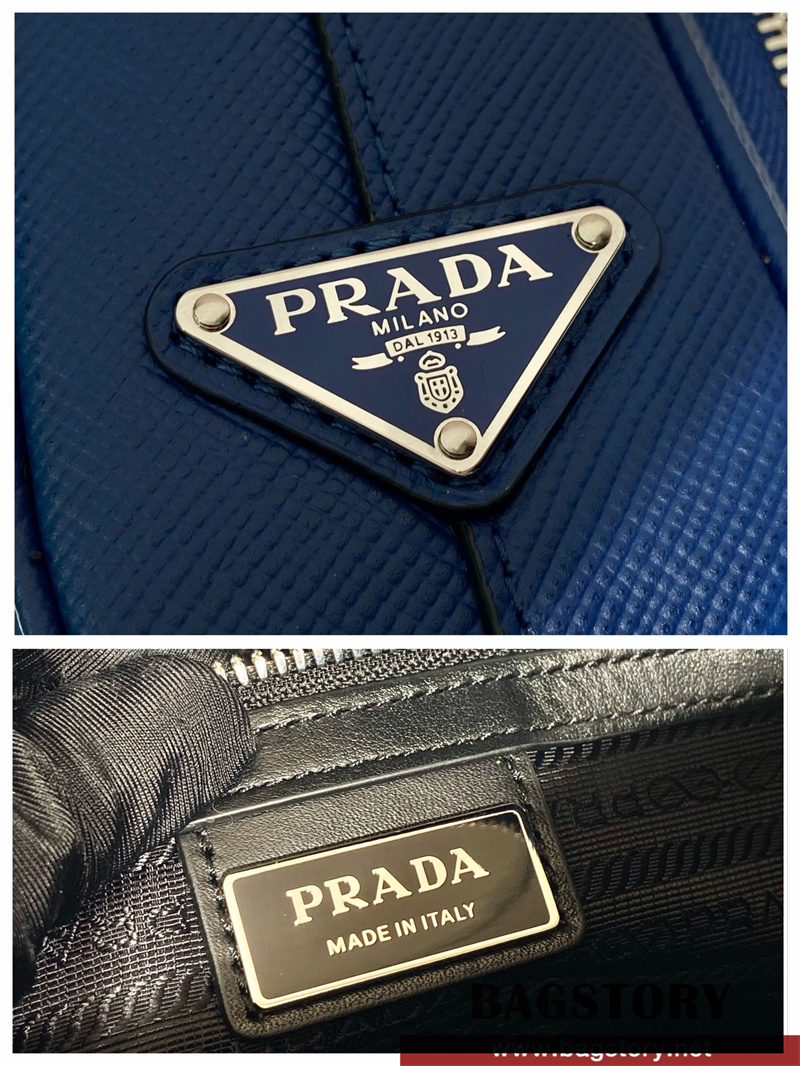 PRADA
MILANO
DAL 1913
PRADA
MADE IN ITALY
BAGSTORY
www.bagstory.net